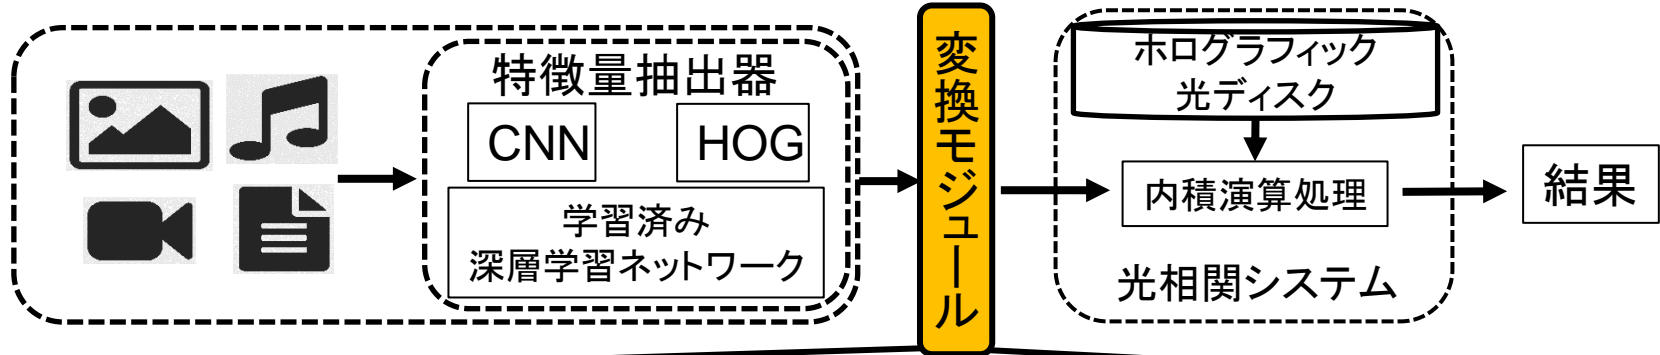 特徴量抽出器
CNN
HOG
学習済み
深層学習ネットワーク
変換モジュール
ホログラフィック
光ディスク
内積演算処理
光相関システム
結果